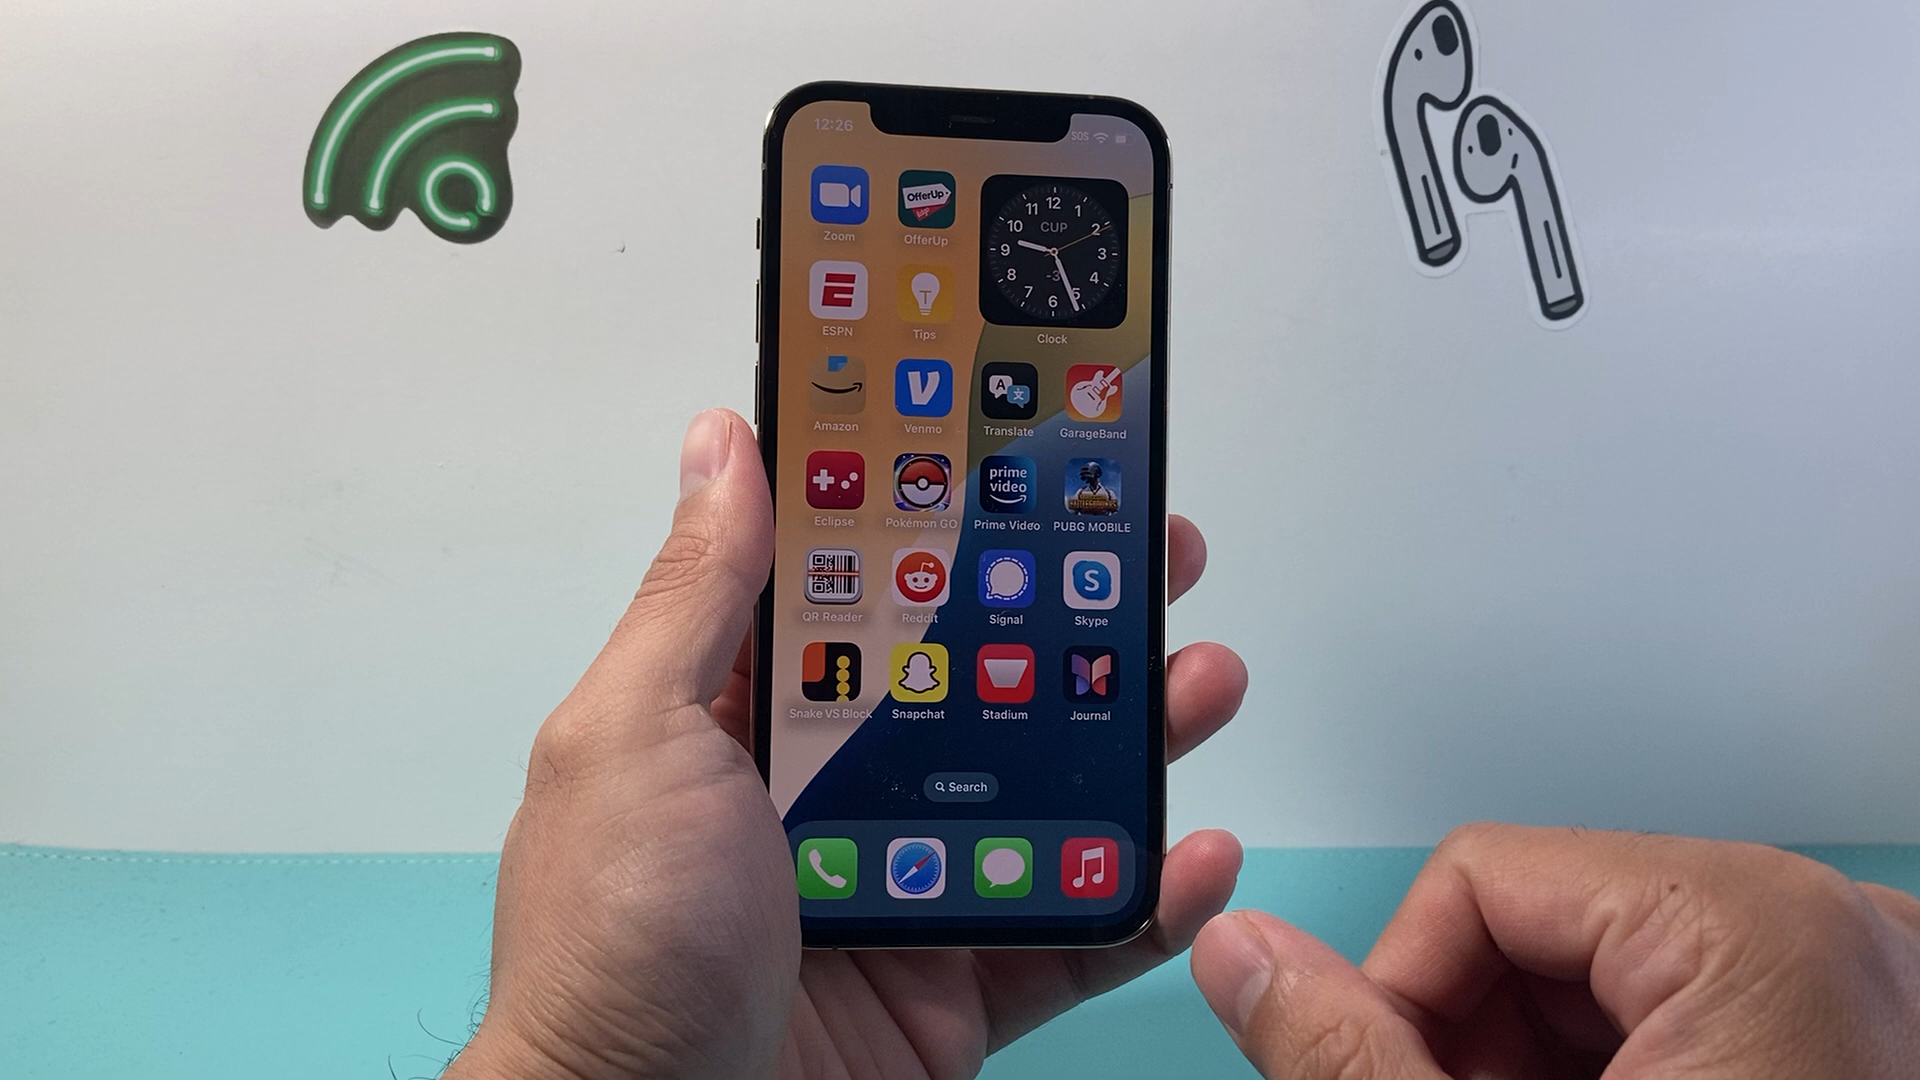 12:26
SOS
Zoom
OfferUp
OfferUp
12
11
1
10
CUP
2
9
3
8
-3
4
7
5
6
ESPN
T
Tips
Clock
Amazon
V
Venmo
A
文
Translate
GarageBand
Eclipse
Pokémon GO
prime
video
Prime Video
PUBG MOBILE
QR Reader
Reddit
Signal
S
Skype
Snake VS Block
Snapchat
Stadium
Journal
Search